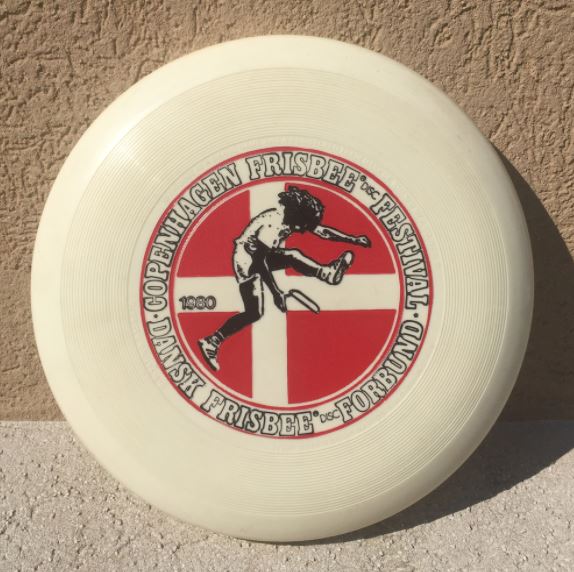 COPENHAGEN FRISBEE® DISC FESTIVAL ·
DANSK FRISBEE® DISC FORBUND ·
1980